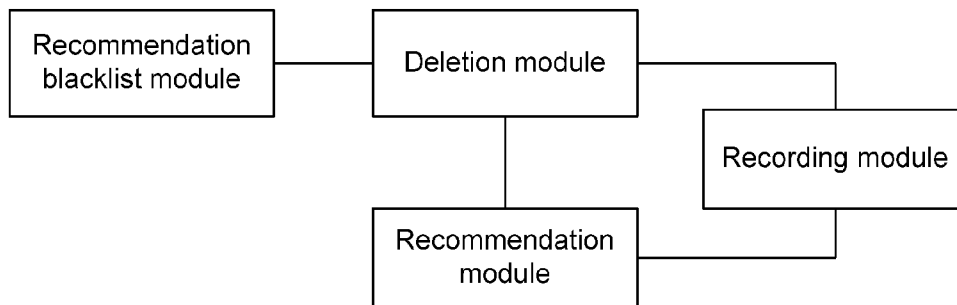 Recommendation
blacklist module
Deletion module
Recording module
Recommendation
module